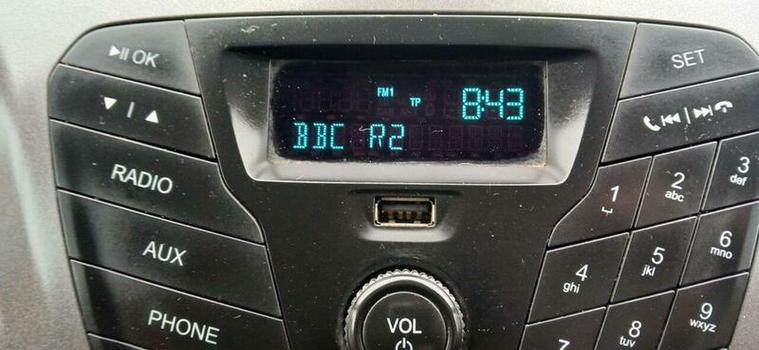 ▶II OK
▼ | ▲
RADIO
AUX
PHONE
FM1
TP
8:43
BBC R2
VOL
SET
1
2
abc
3
def
4
ghi
5
jkl
6
mno
7
8
tuv
9
wxyz